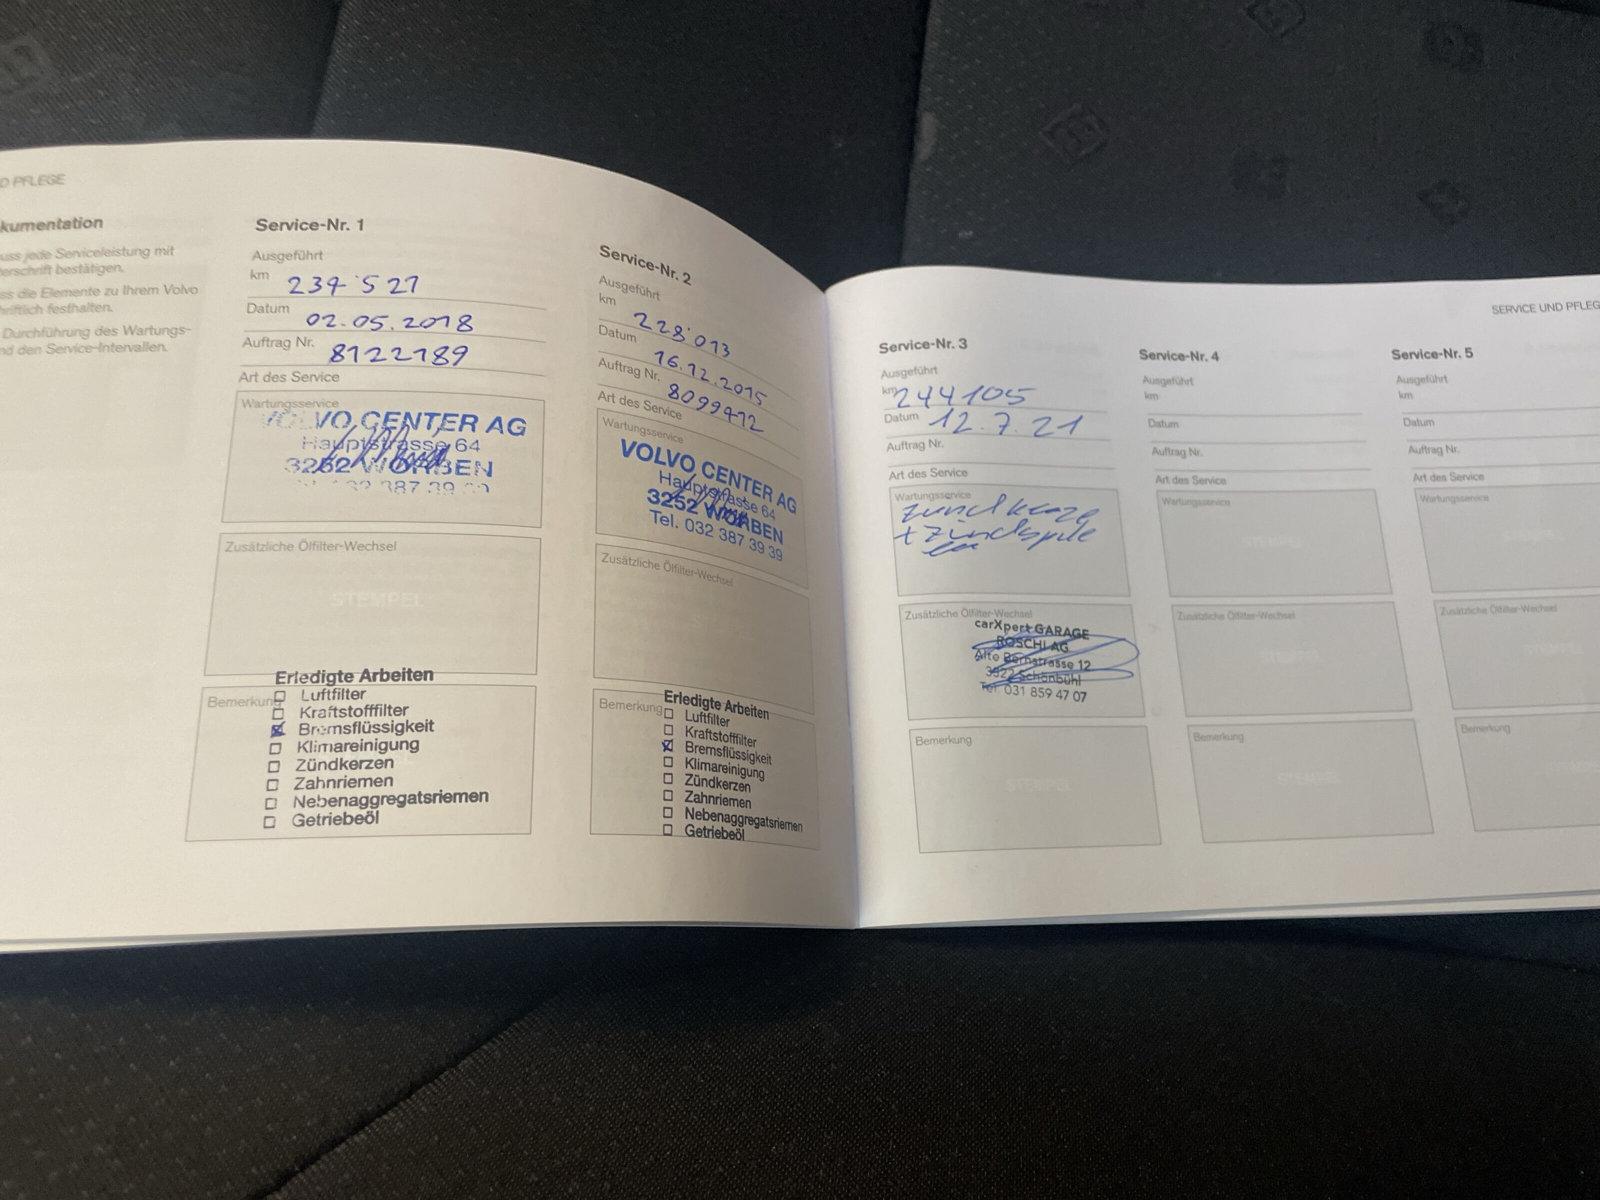 D PFLEGE
kumentation
uss jede Serviceleistung mit
erschrift bestätigen.
ss die Elemente zu Ihrem Volvo
hriftlich festhalten.
Durchführung des Wartungs-
nd den Service-Intervallen.
Service-Nr. 1
Ausgeführt
km 234'527
Datum 02.05.2018
Auftrag Nr. 8122189
Art des Service
Wartungsservice
VOLVO CENTER AG
Hauptstrasse 64
3252 WORBEN
032 387 39
Zusätzliche Ölfilter-Wechsel
STEMPEL
Bemerkung
Erledigte Arbeiten
Luftfilter
Kraftstofffilter
Bremsflüssigkeit
Klimareinigung
Zündkerzen
Zahnriemen
Nebenaggregatsriemen
Getriebeöl
Service-Nr. 2
Ausgeführt
km 228'013
Datum 16.12.2015
Auftrag Nr. 8099412
Art des Service
Wartungsservice
VOLVO CENTER AG
Hauptstrasse 64
3252 WORBEN
Tel. 032 387 39 39
Zusätzliche Ölfilter-Wechsel
Bemerkung
Erledigte Arbeiten
Luftfilter
Kraftstofffilter
Bremsflüssigkeit
Klimareinigung
Zündkerzen
Zahnriemen
Nebenaggregatsriemen
Getriebeöl
SERVICE UND PFLEG
Service-Nr. 3
Ausgeführt
km 244105
Datum 12.7.21
Auftrag Nr.
Art des Service
Wartungsservice
+
Zusätzliche Ölfilter-Wechsel
carXpert GARAGE
RÖSCHI AG
Alte Bernstrasse 12
3322 Schönbühl
Tel. 031 859 47 07
Bemerkung
STEMPEL
Service-Nr. 4
Ausgeführt
km
Datum
Auftrag Nr.
Art des Service
Wartungsservice
STEMPEL
Zusätzliche Ölfilter-Wechsel
STEMPEL
Bemerkung
STEMPEL
Service-Nr. 5
Ausgeführt
km
Datum
Auftrag Nr.
Art des Service
Wartungsservice
Zusätzliche Ölfilter-Wechsel
Bemerkung